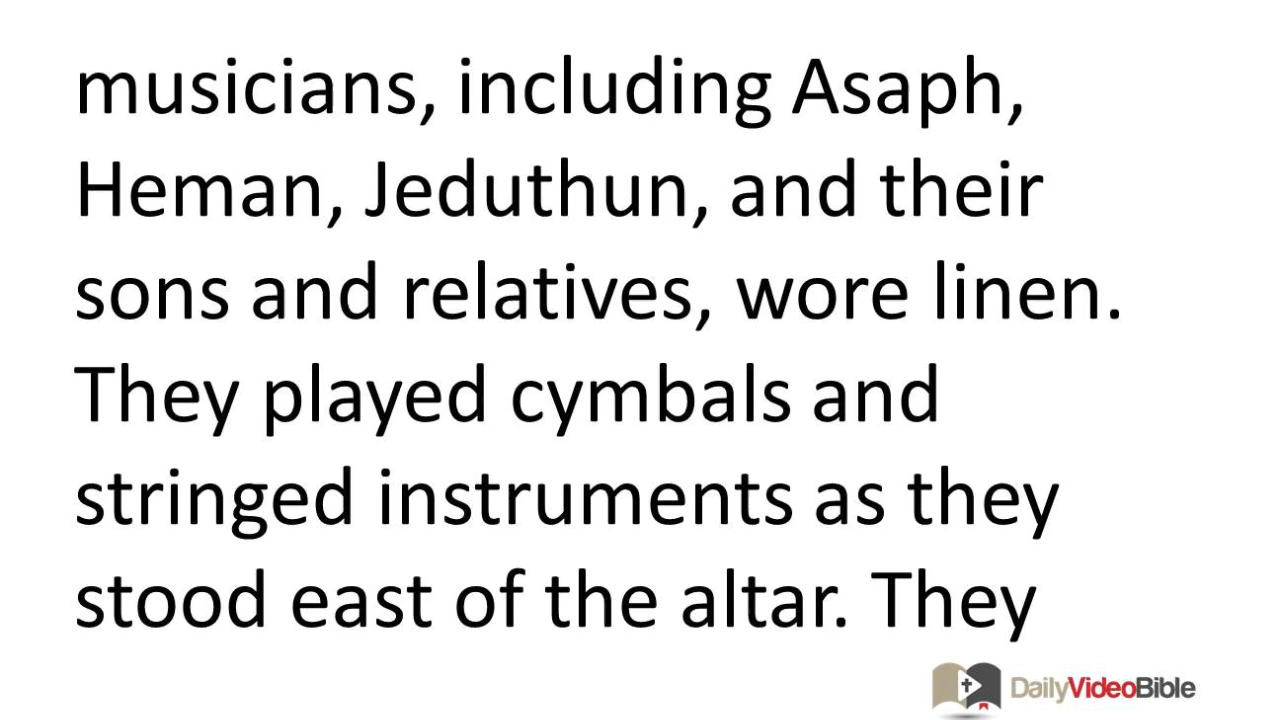 musicians, including Asaph,
Heman, Jeduthun, and their
sons and relatives, wore linen.
They played cymbals and
stringed instruments as they
stood east of the altar. They
DailyVideoBible